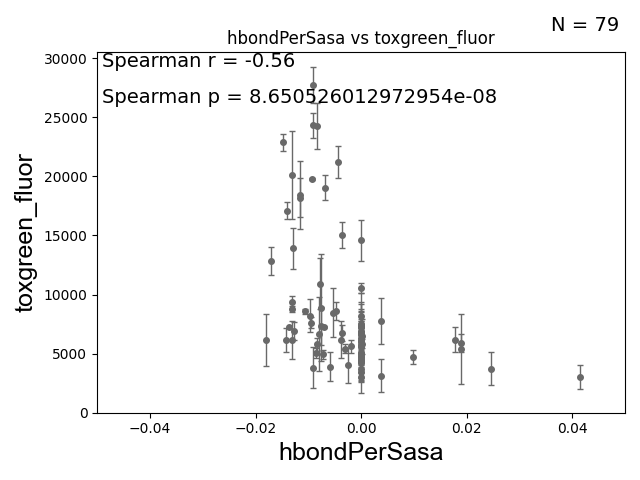 N = 79
hbondPerSasa vs toxgreen_fluor
Spearman r = -0.56
Spearman p = 8.650526012972954e-08
toxgreen_fluor
30000
25000
20000
15000
10000
5000
0
−0.04 −0.02 0.00 0.02 0.04
hbondPerSasa